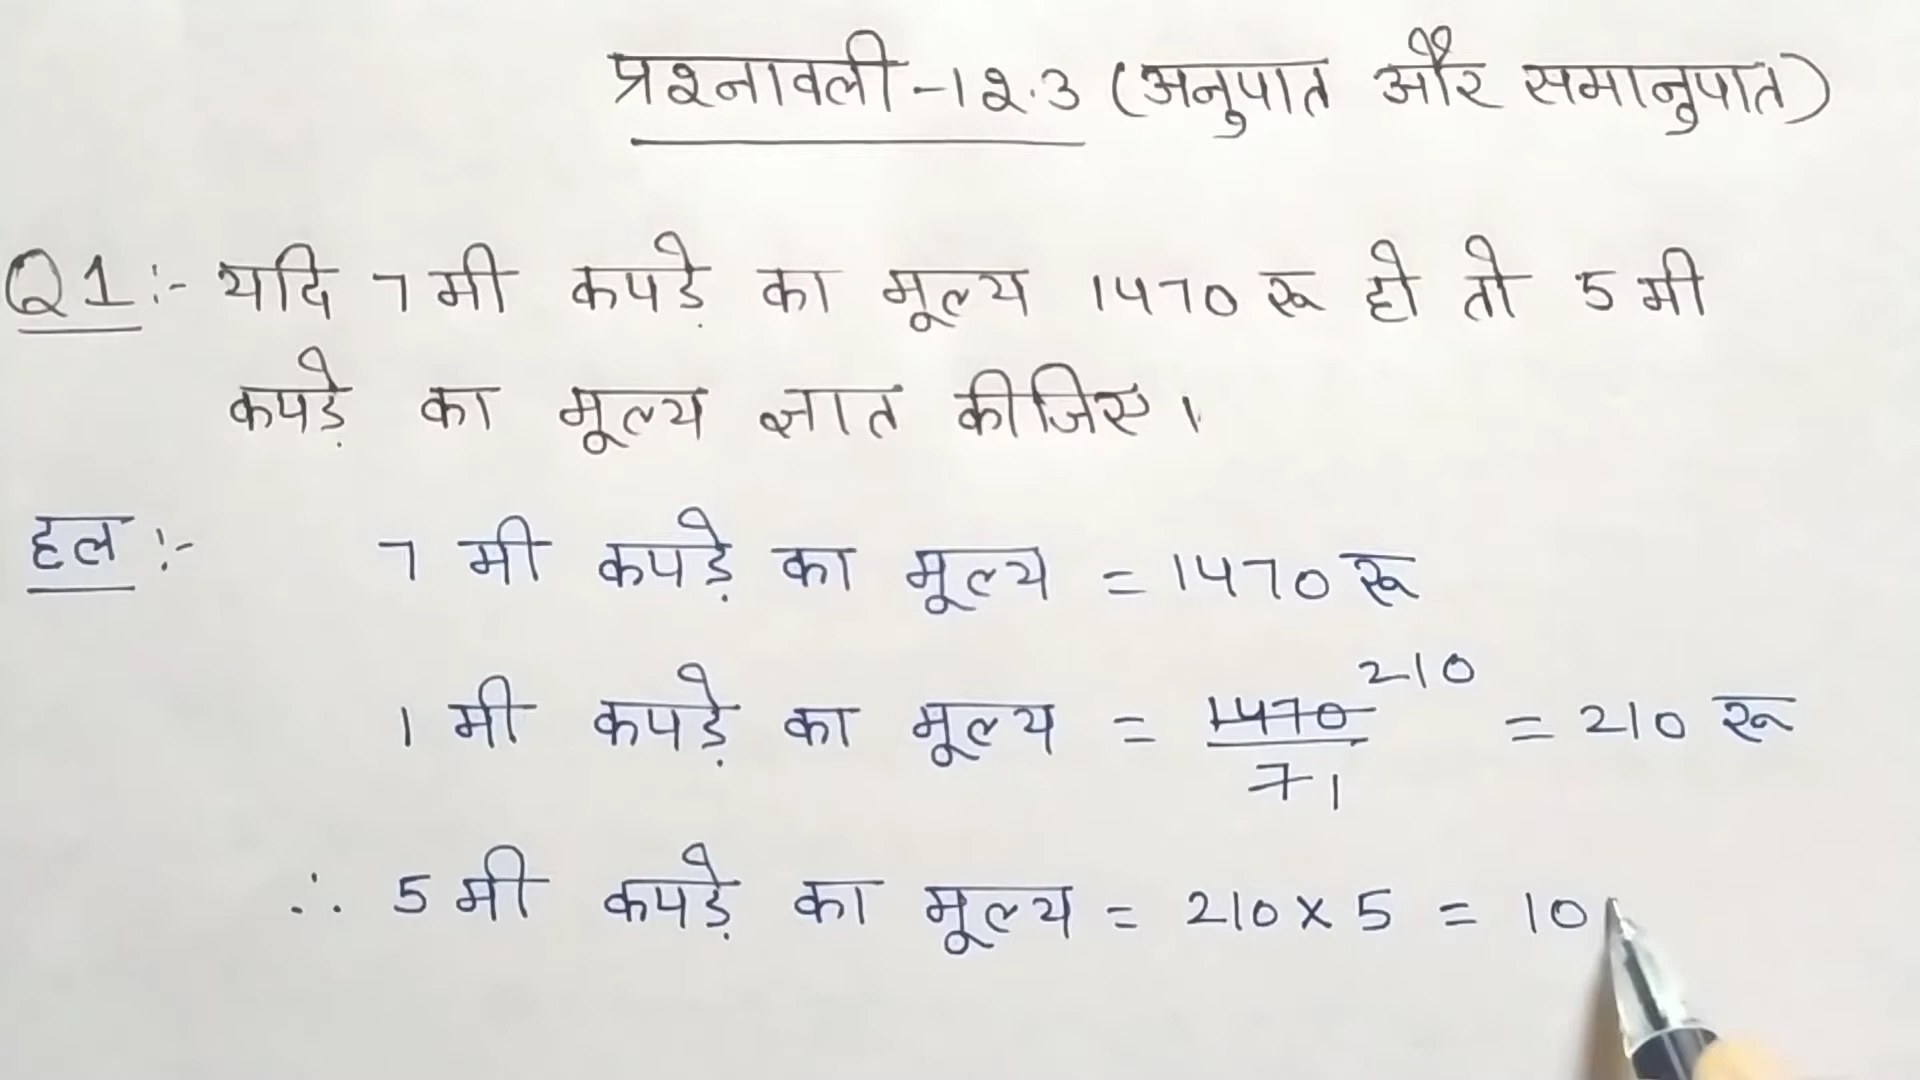 प्रश्नावली-12.3 (अनुपात और समानुपात)
Q1:- यदि 7 मी कपड़े का मूल्य 1470 रू हो तो 5 मी
कपड़े का मूल्य ज्ञात कीजिए।
हल:- 7 मी कपड़े का मूल्य = 1470 रू
1 मी कपड़े का मूल्य = 1470/7 210 1 = 210 रू
∴ 5 मी कपड़े का मूल्य = 210 × 5 = 10